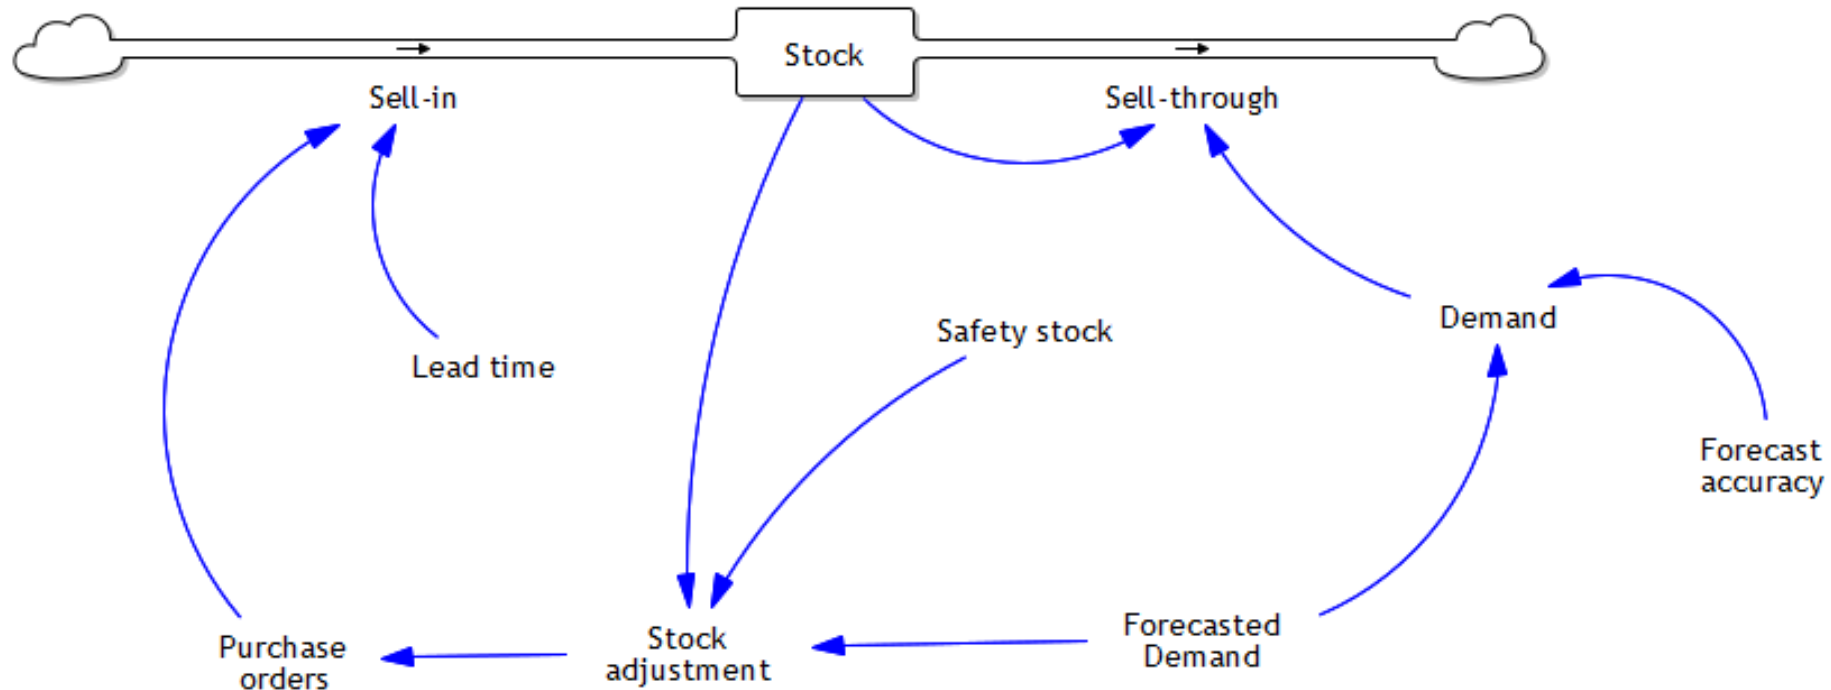 Stock
Sell-in
Sell-through
Demand
Safety stock
Lead time
Forecast
accuracy
Forecasted
Demand
Stock
adjustment
Purchase
orders